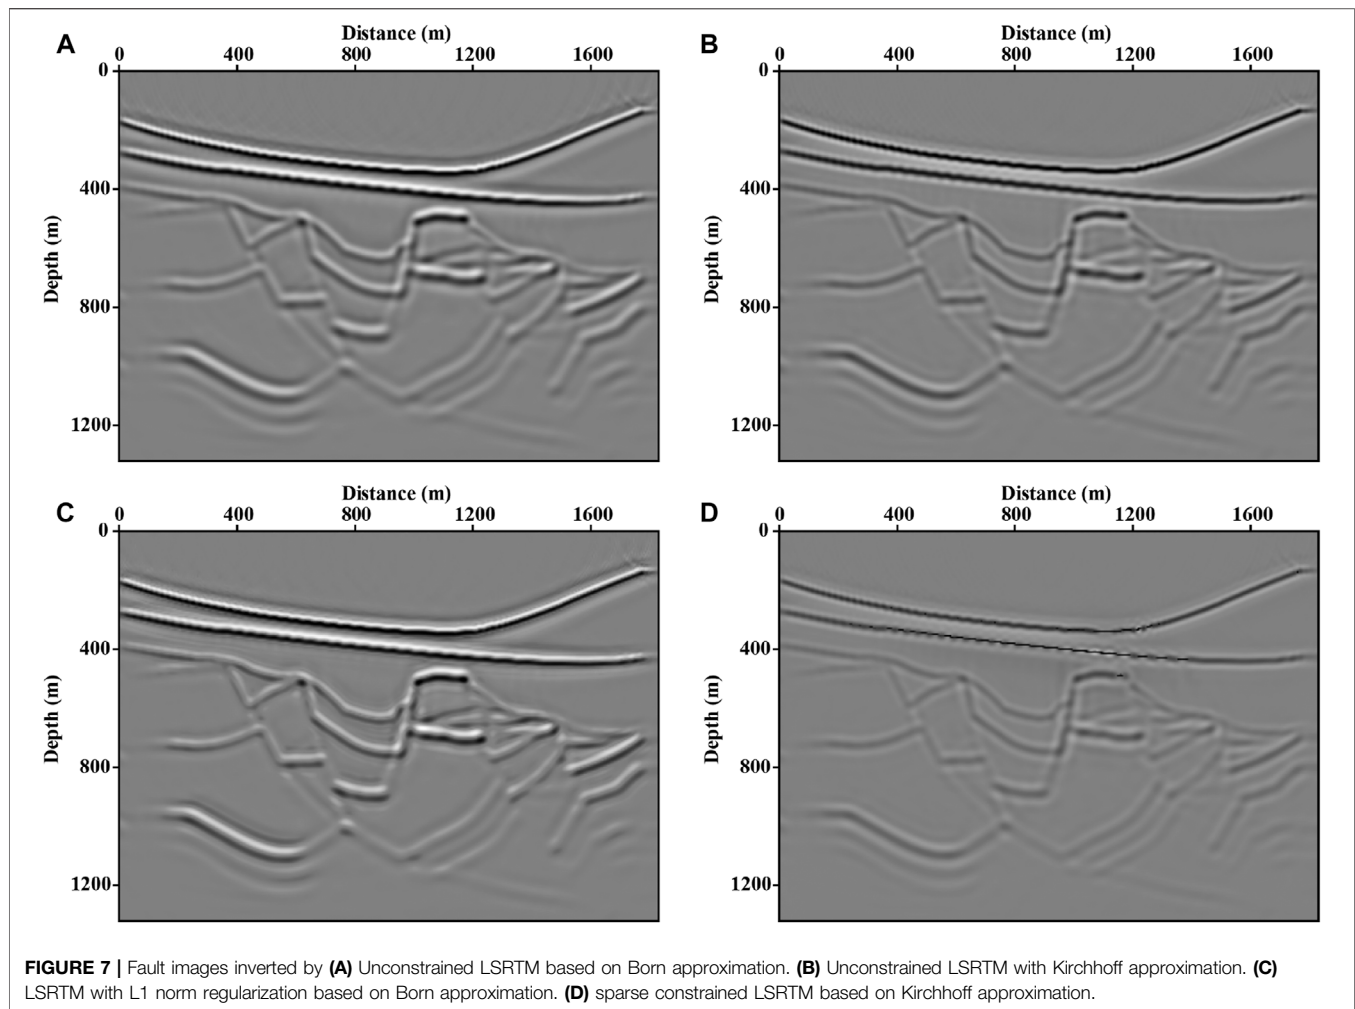 A
Distance (m)
0 400 800 1200 1600
0
400
800
1200
Depth (m)
B
Distance (m)
0 400 800 1200 1600
0
400
800
1200
Depth (m)
C
Distance (m)
0 400 800 1200 1600
0
400
800
1200
Depth (m)
D
Distance (m)
0 400 800 1200 1600
0
400
800
1200
Depth (m)
FIGURE 7 | Fault images inverted by (A) Unconstrained LSRTM based on Born approximation. (B) Unconstrained LSRTM with Kirchhoff approximation. (C)
LSRTM with L1 norm regularization based on Born approximation. (D) sparse constrained LSRTM based on Kirchhoff approximation.